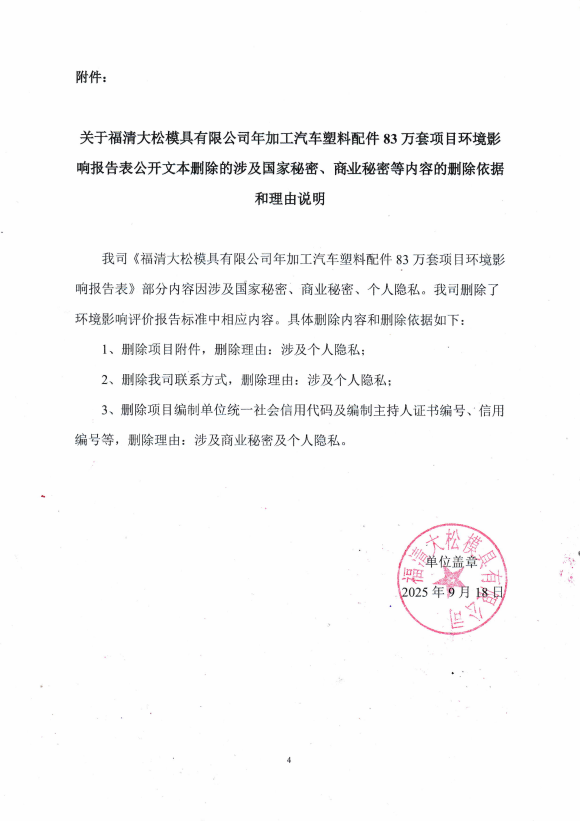 附件：
关于福清大松模具有限公司年加工汽车塑料配件 83 万套项目环境影
响报告表公开文本删除的涉及国家秘密、商业秘密等内容的删除依据
和理由说明
我司《福清大松模具有限公司年加工汽车塑料配件 83 万套项目环境影
响报告表》部分内容因涉及国家秘密、商业秘密、个人隐私。我司删除了
环境影响评价报告标准中相应内容。具体删除内容和删除依据如下：
1、删除项目附件，删除理由：涉及个人隐私；
2、删除我司联系方式，删除理由：涉及个人隐私；
3、删除项目编制单位统一社会信用代码及编制主持人证书编号、信用
编号等，删除理由：涉及商业秘密及个人隐私。
福清大松模具有限公司
单位盖章
2025 年 9 月 18 日
4